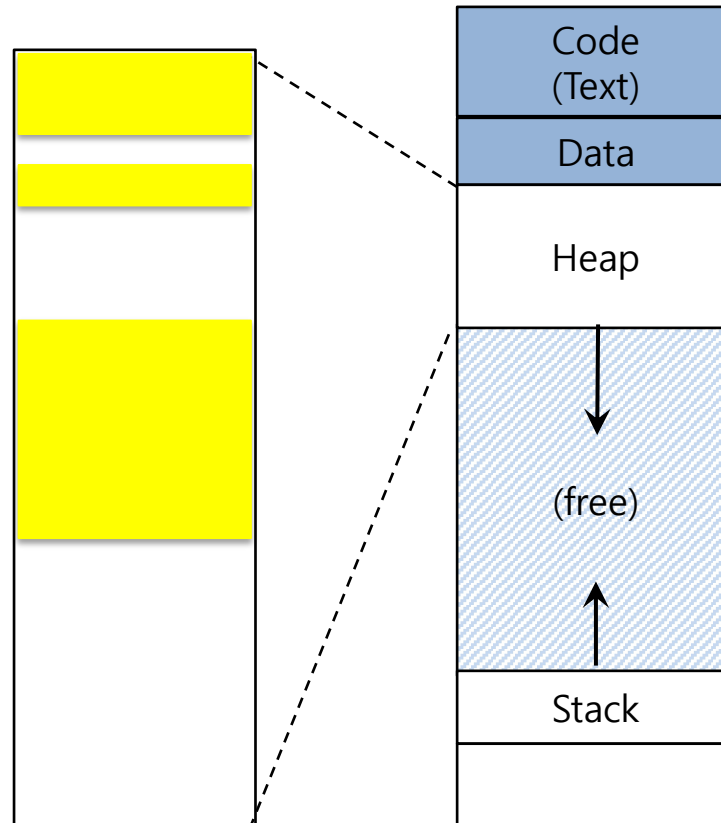 Code
(Text)
Data
Heap
(free)
Stack